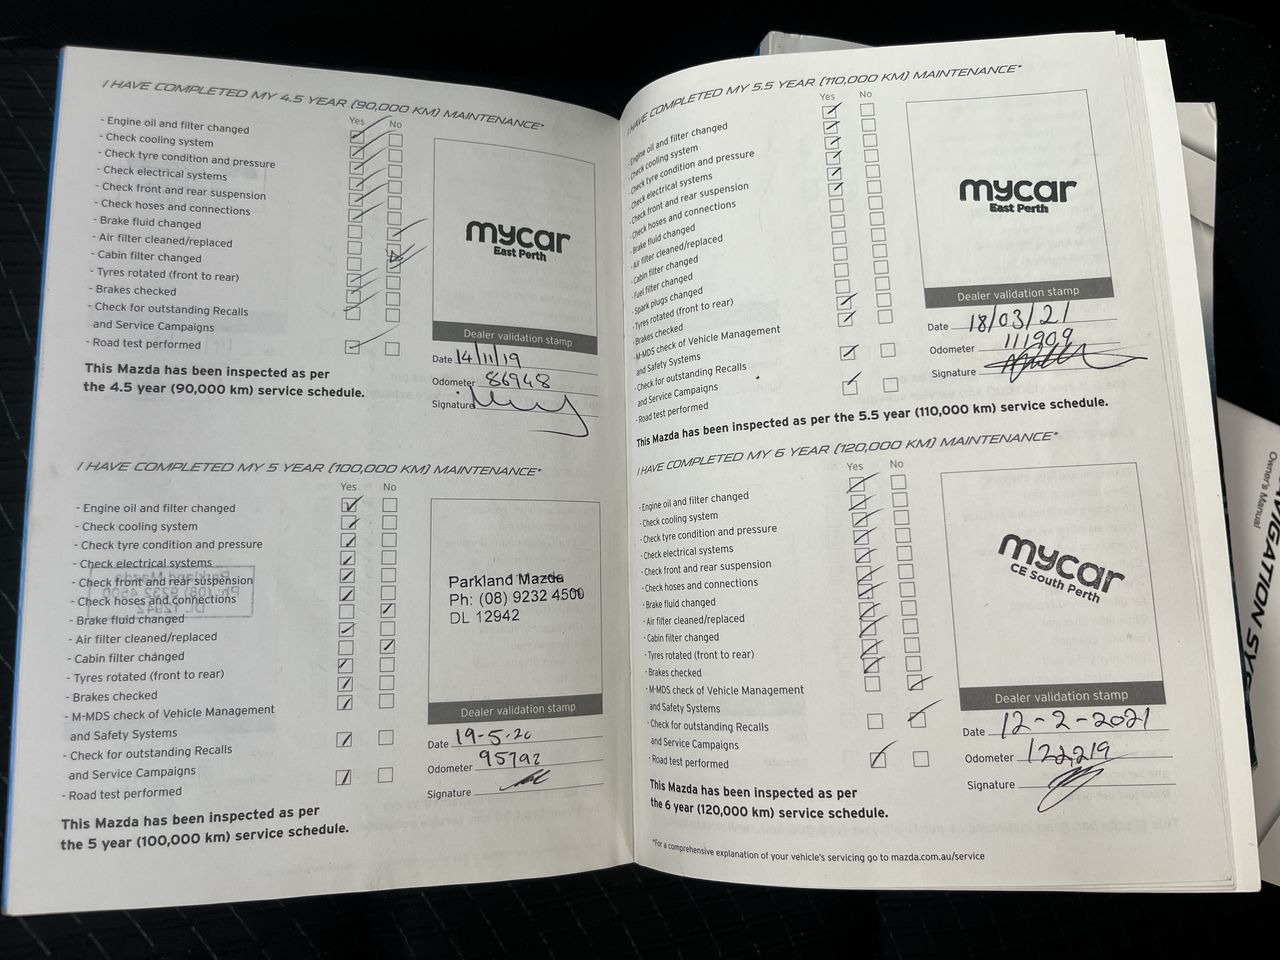 I HAVE COMPLETED MY 4.5 YEAR (90,000 KM) MAINTENANCE*
Yes No
- Engine oil and filter changed
- Check cooling system
- Check tyre condition and pressure
- Check electrical systems
- Check front and rear suspension
- Check hoses and connections
- Brake fluid changed
- Air filter cleaned/replaced
- Cabin filter changed
- Tyres rotated (front to rear)
- Brakes checked
- Check for outstanding Recalls
and Service Campaigns
- Road test performed
This Mazda has been inspected as per
the 4.5 year (90,000 km) service schedule.
mycar
East Perth
Dealer validation stamp
Date 14/11/19
Odometer 86948
Signature
I HAVE COMPLETED MY 5 YEAR (100,000 KM) MAINTENANCE*
Yes No
- Engine oil and filter changed
- Check cooling system
- Check tyre condition and pressure
- Check electrical systems
- Check front and rear suspension
- Check hoses and connections
- Brake fluid changed
- Air filter cleaned/replaced
- Cabin filter changed
- Tyres rotated (front to rear)
- Brakes checked
- M-MDS check of Vehicle Management
and Safety Systems
- Check for outstanding Recalls
and Service Campaigns
- Road test performed
This Mazda has been inspected as per
the 5 year (100,000 km) service schedule.
Parkland Mazda
Ph: (08) 9232 4500
DL 12942
Dealer validation stamp
Date 19-5-20
Odometer 95792
Signature
I HAVE COMPLETED MY 5.5 YEAR (110,000 KM) MAINTENANCE*
Yes No
- Engine oil and filter changed
- Check cooling system
- Check tyre condition and pressure
- Check electrical systems
- Check front and rear suspension
- Check hoses and connections
- Brake fluid changed
- Air filter cleaned/replaced
- Cabin filter changed
- Fuel filter changed
- Spark plugs changed
- Tyres rotated (front to rear)
- Brakes checked
- M-MDS check of Vehicle Management
and Safety Systems
- Check for outstanding Recalls
and Service Campaigns
- Road test performed
This Mazda has been inspected as per the 5.5 year (110,000 km) service schedule.
mycar
East Perth
Dealer validation stamp
Date 18/03/21
Odometer 111909
Signature
I HAVE COMPLETED MY 6 YEAR (120,000 KM) MAINTENANCE*
Yes No
- Engine oil and filter changed
- Check cooling system
- Check tyre condition and pressure
- Check electrical systems
- Check front and rear suspension
- Check hoses and connections
- Brake fluid changed
- Air filter cleaned/replaced
- Cabin filter changed
- Tyres rotated (front to rear)
- Brakes checked
- M-MDS check of Vehicle Management
and Safety Systems
- Check for outstanding Recalls
and Service Campaigns
- Road test performed
This Mazda has been inspected as per
the 6 year (120,000 km) service schedule.
mycar
CE South Perth
Dealer validation stamp
Date 12-2-2021
Odometer 122219
Signature
*For a comprehensive explanation of your vehicle's servicing go to mazda.com.au/service
Owner's Manual